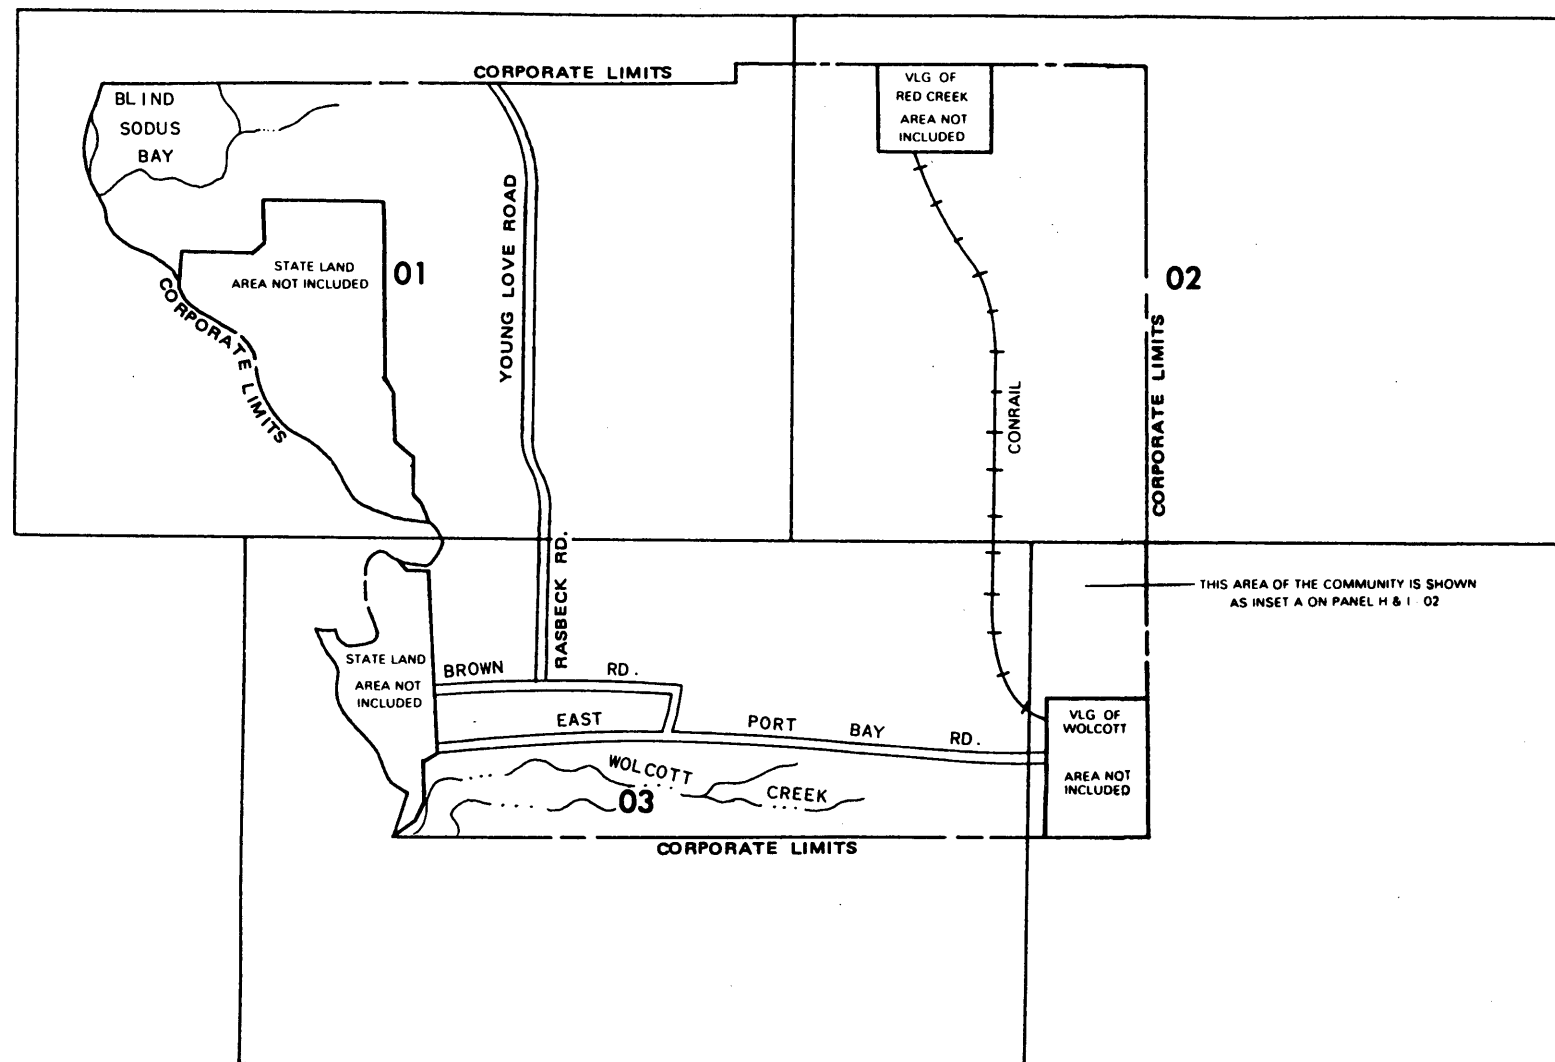 CORPORATE LIMITS
BLIND
SODUS
BAY
VLG OF
RED CREEK
AREA NOT
INCLUDED
STATE LAND
AREA NOT INCLUDED
01
02
YOUNG LOVE ROAD
CORPORATE LIMITS
CONRAIL
CORPORATE LIMITS
RASBECK RD.
THIS AREA OF THE COMMUNITY IS SHOWN
AS INSET A ON PANEL H & I 02
STATE LAND
AREA NOT
INCLUDED
BROWN RD.
EAST PORT BAY RD.
VLG OF
WOLCOTT
AREA NOT
INCLUDED
WOLCOTT CREEK
03
CORPORATE LIMITS